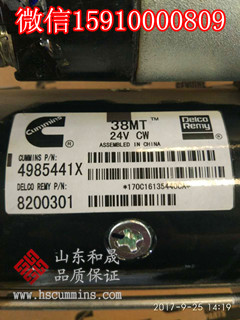 微信15910000809
Cummins
38MT™
24V CW
ASSEMBLED IN CHINA
Delco
Remy
CUMMINS P/N:
4985441X
DELCO REMY P/N:
8200301
山东和晟
品质保证
www.hscummins.com
2017-9-25 14:19